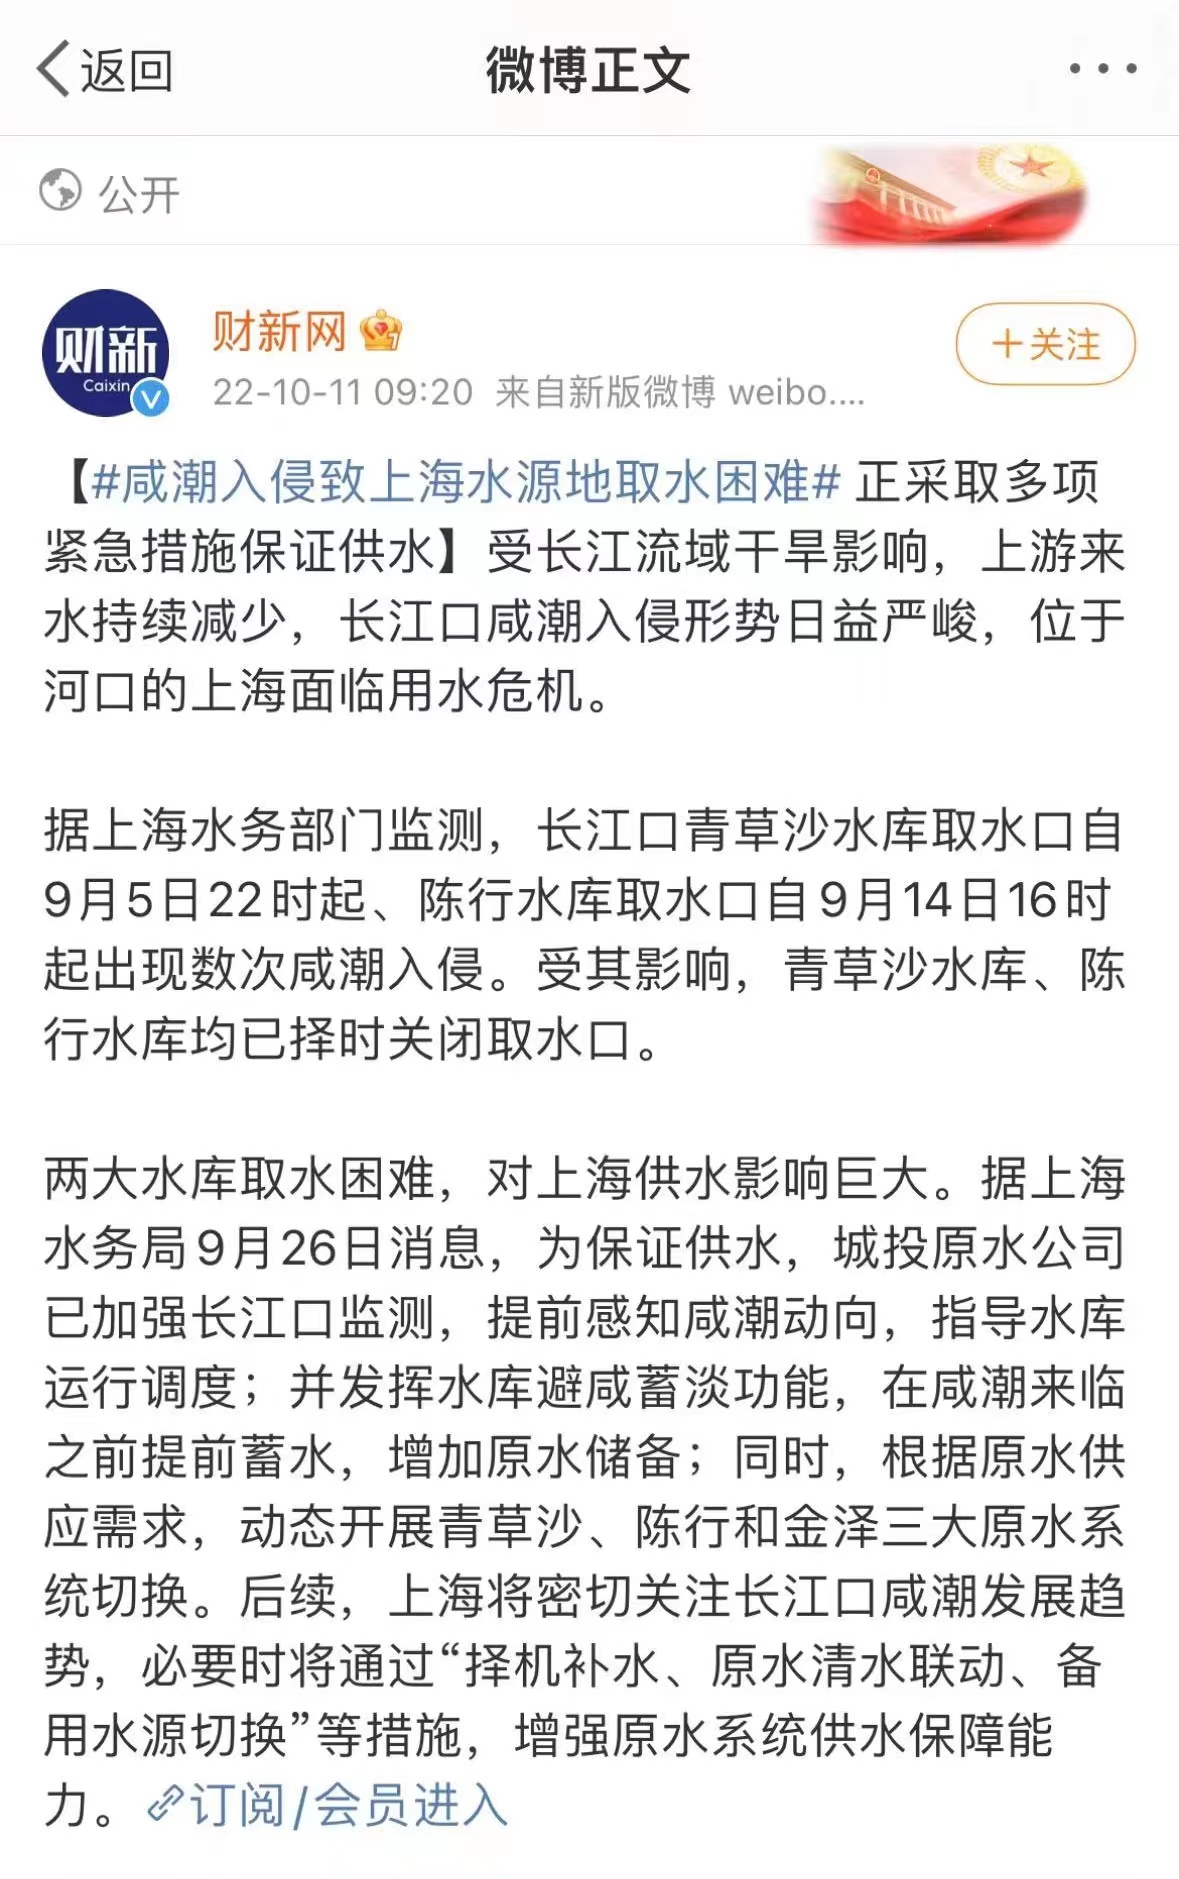 返回
微博正文
公开
财新
Caixin
财新网
22-10-11 09:20 来自新版微博 weibo....
+关注
【#咸潮入侵致上海水源地取水困难# 正采取多项
紧急措施保证供水】受长江流域干旱影响，上游来
水持续减少，长江口咸潮入侵形势日益严峻，位于
河口的上海面临用水危机。
据上海水务部门监测，长江口青草沙水库取水口自
9月5日22时起、陈行水库取水口自9月14日16时
起出现数次咸潮入侵。受其影响，青草沙水库、陈
行水库均已择时关闭取水口。
两大水库取水困难，对上海供水影响巨大。据上海
水务局9月26日消息，为保证供水，城投原水公司
已加强长江口监测，提前感知咸潮动向，指导水库
运行调度；并发挥水库避咸蓄淡功能，在咸潮来临
之前提前蓄水，增加原水储备；同时，根据原水供
应需求，动态开展青草沙、陈行和金泽三大原水系
统切换。后续，上海将密切关注长江口咸潮发展趋
势，必要时将通过“择机补水、原水清水联动、备
用水源切换”等措施，增强原水系统供水保障能
力。订阅/会员进入